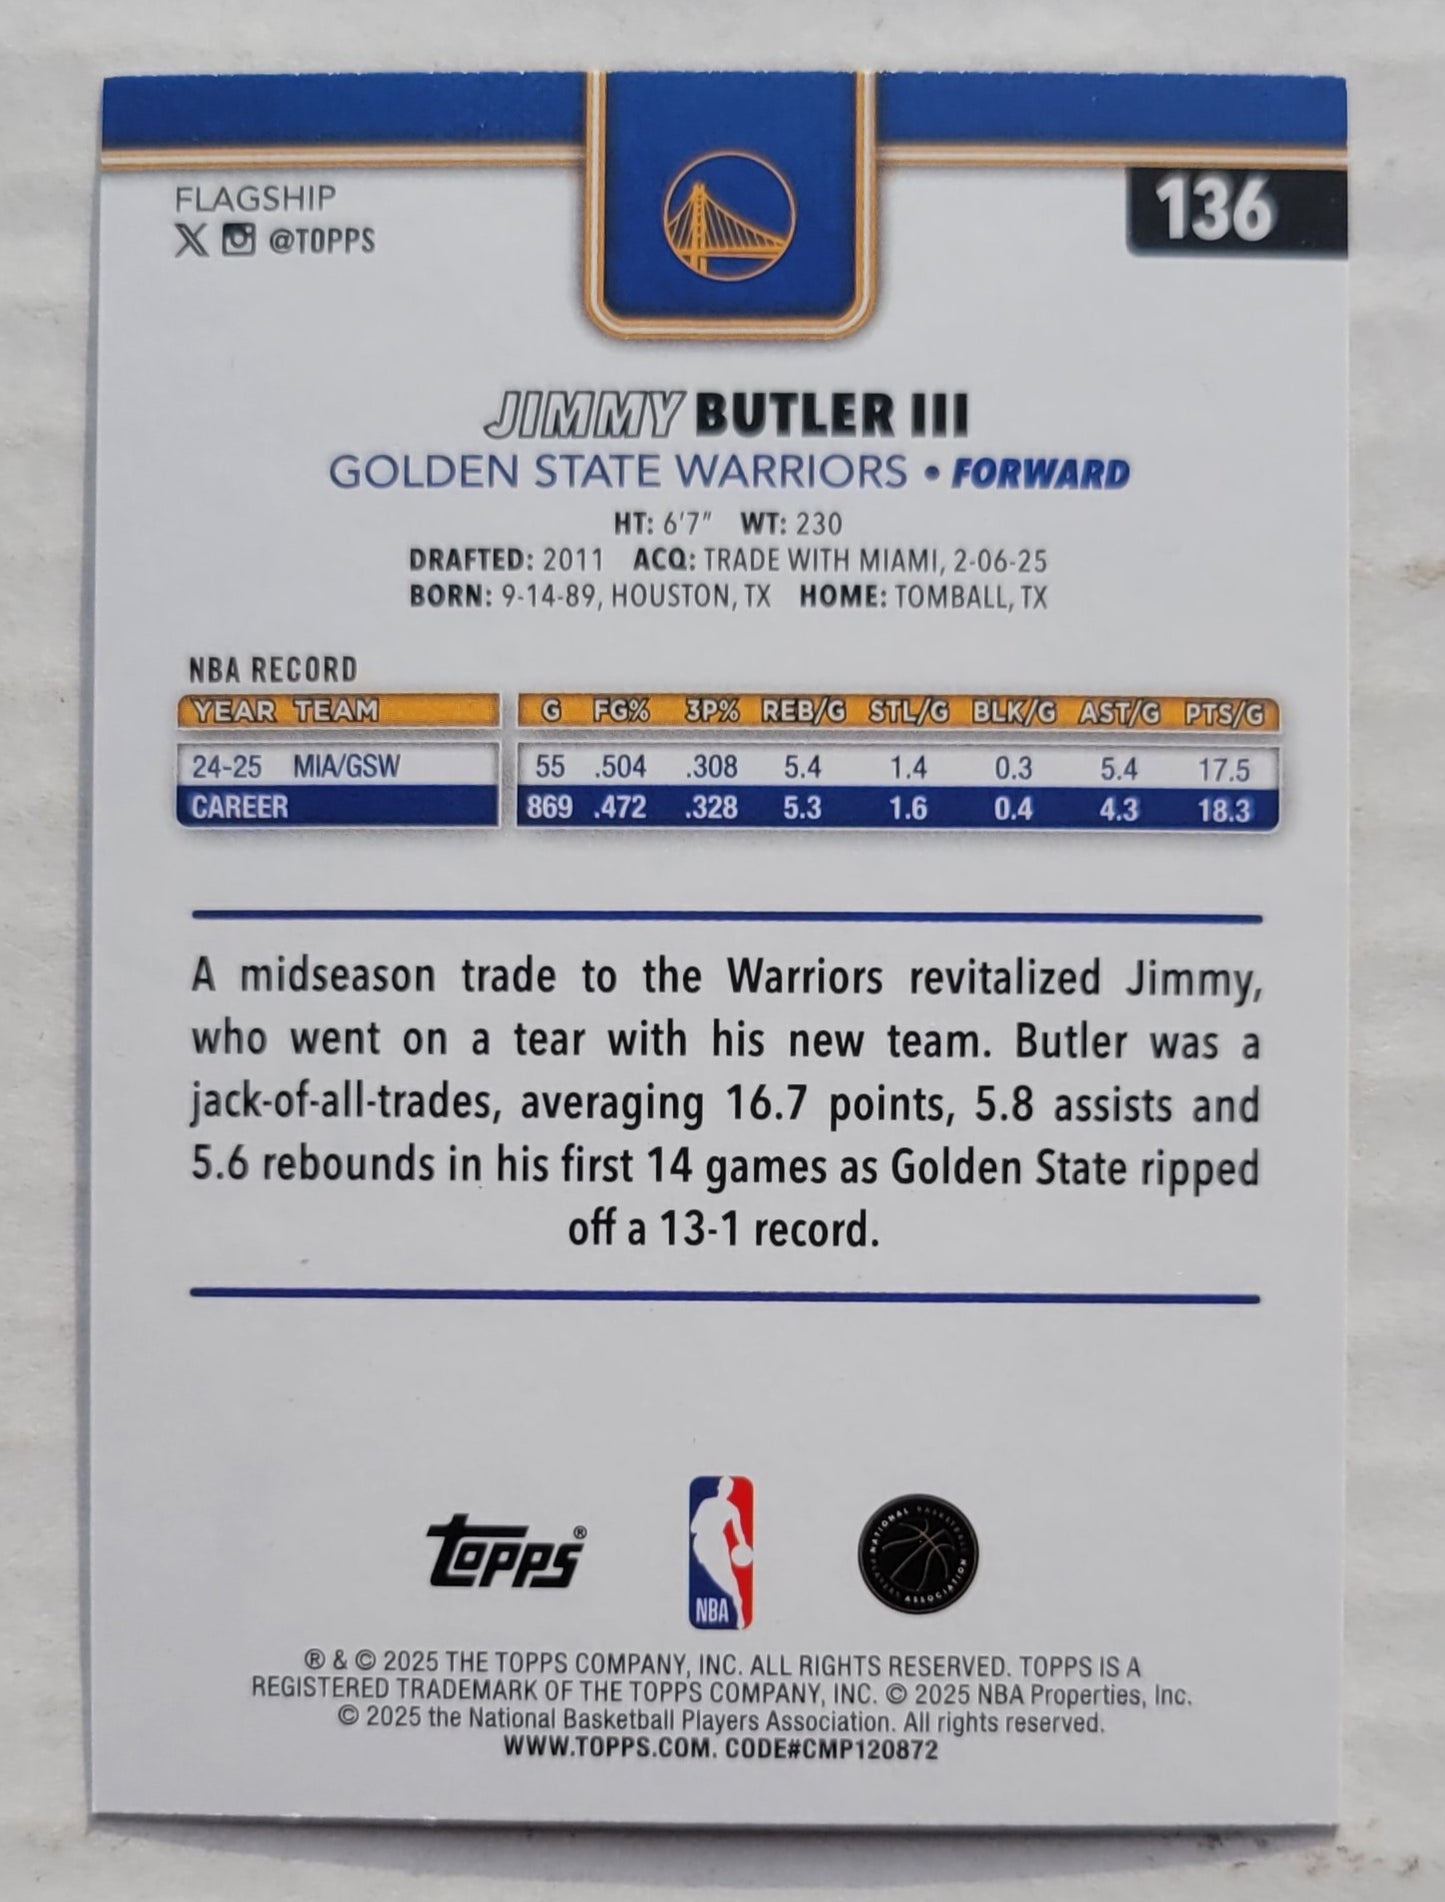 FLAGSHIP
X @TOPPS
136
JIMMY BUTLER III
GOLDEN STATE WARRIORS • FORWARD
HT: 6'7" WT: 230
DRAFTED: 2011 ACQ: TRADE WITH MIAMI, 2-06-25
BORN: 9-14-89, HOUSTON, TX HOME: TOMBALL, TX
NBA RECORD
YEAR TEAM G FG% 3P% REB/G STL/G BLK/G AST/G PTS/G
24-25 MIA/GSW 55 .504 .308 5.4 1.4 0.3 5.4 17.5
CAREER 869 .472 .328 5.3 1.6 0.4 4.3 18.3
A midseason trade to the Warriors revitalized Jimmy,
who went on a tear with his new team. Butler was a
jack-of-all-trades, averaging 16.7 points, 5.8 assists and
5.6 rebounds in his first 14 games as Golden State ripped
off a 13-1 record.
TOPPS®
NBA
NATIONAL BASKETBALL PLAYERS ASSOCIATION
® & © 2025 THE TOPPS COMPANY, INC. ALL RIGHTS RESERVED. TOPPS IS A
REGISTERED TRADEMARK OF THE TOPPS COMPANY, INC. © 2025 NBA Properties, Inc.
© 2025 the National Basketball Players Association. All rights reserved.
WWW.TOPPS.COM. CODE#CMP120872